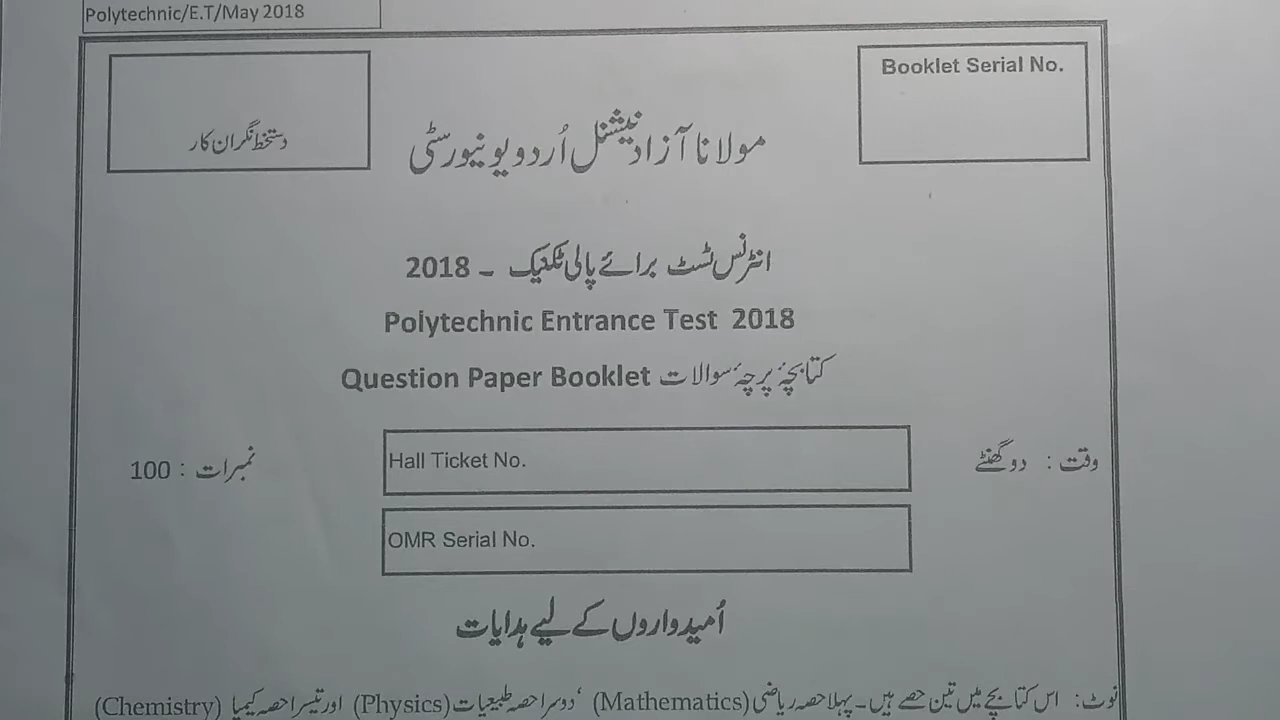 Polytechnic/E.T/May 2018
Booklet Serial No.
دستخط نگران کار
مولانا آزاد نیشنل اُردو یونیورسٹی
انٹرنس ٹسٹ برائے پالی ٹکنیک ۔ 2018
Polytechnic Entrance Test 2018
Question Paper Booklet کتابچۂ پرچۂ سوالات
وقت : دو گھنٹے
Hall Ticket No.
نمبرات : 100
OMR Serial No.
اُمیدواروں کے لیے ہدایات
نوٹ: اس کتابچے میں تین حصے ہیں۔ پہلا حصہ ریاضی (Mathematics) ‘دوسرا حصہ طبیعیات (Physics) اور تیسرا حصہ کیمیا (Chemistry)